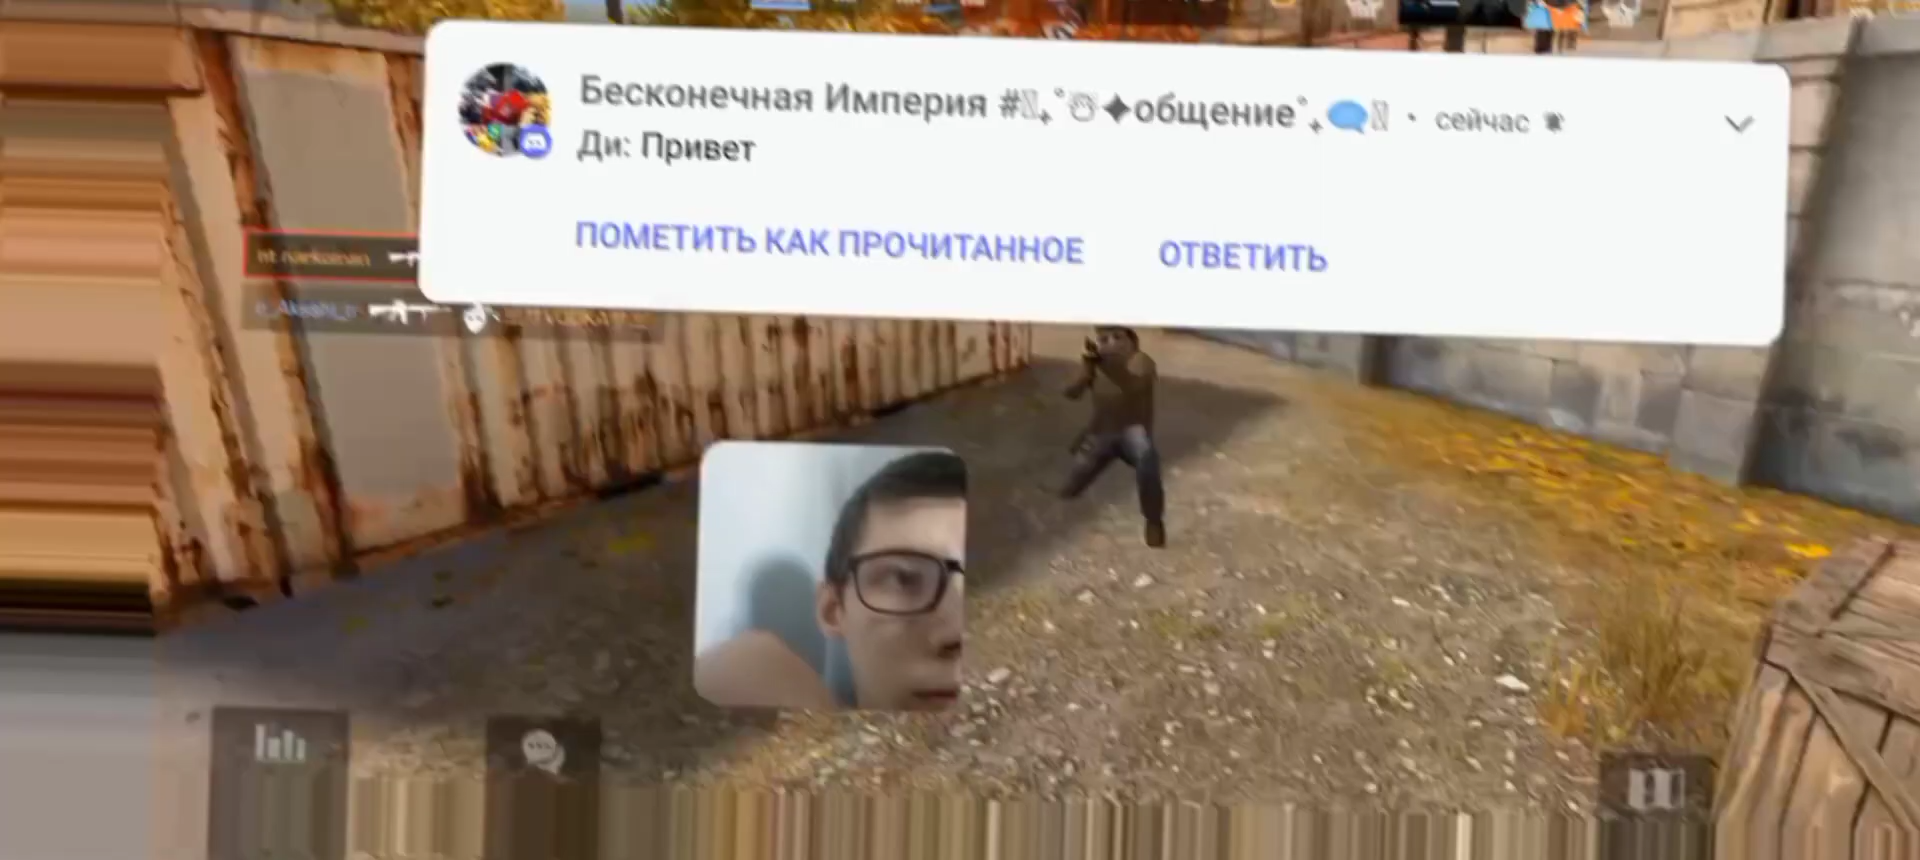 Бесконечная Империя #₊˚☃✦общение˚₊💬 • сейчас
Ди: Привет
ПОМЕТИТЬ КАК ПРОЧИТАННОЕ ОТВЕТИТЬ